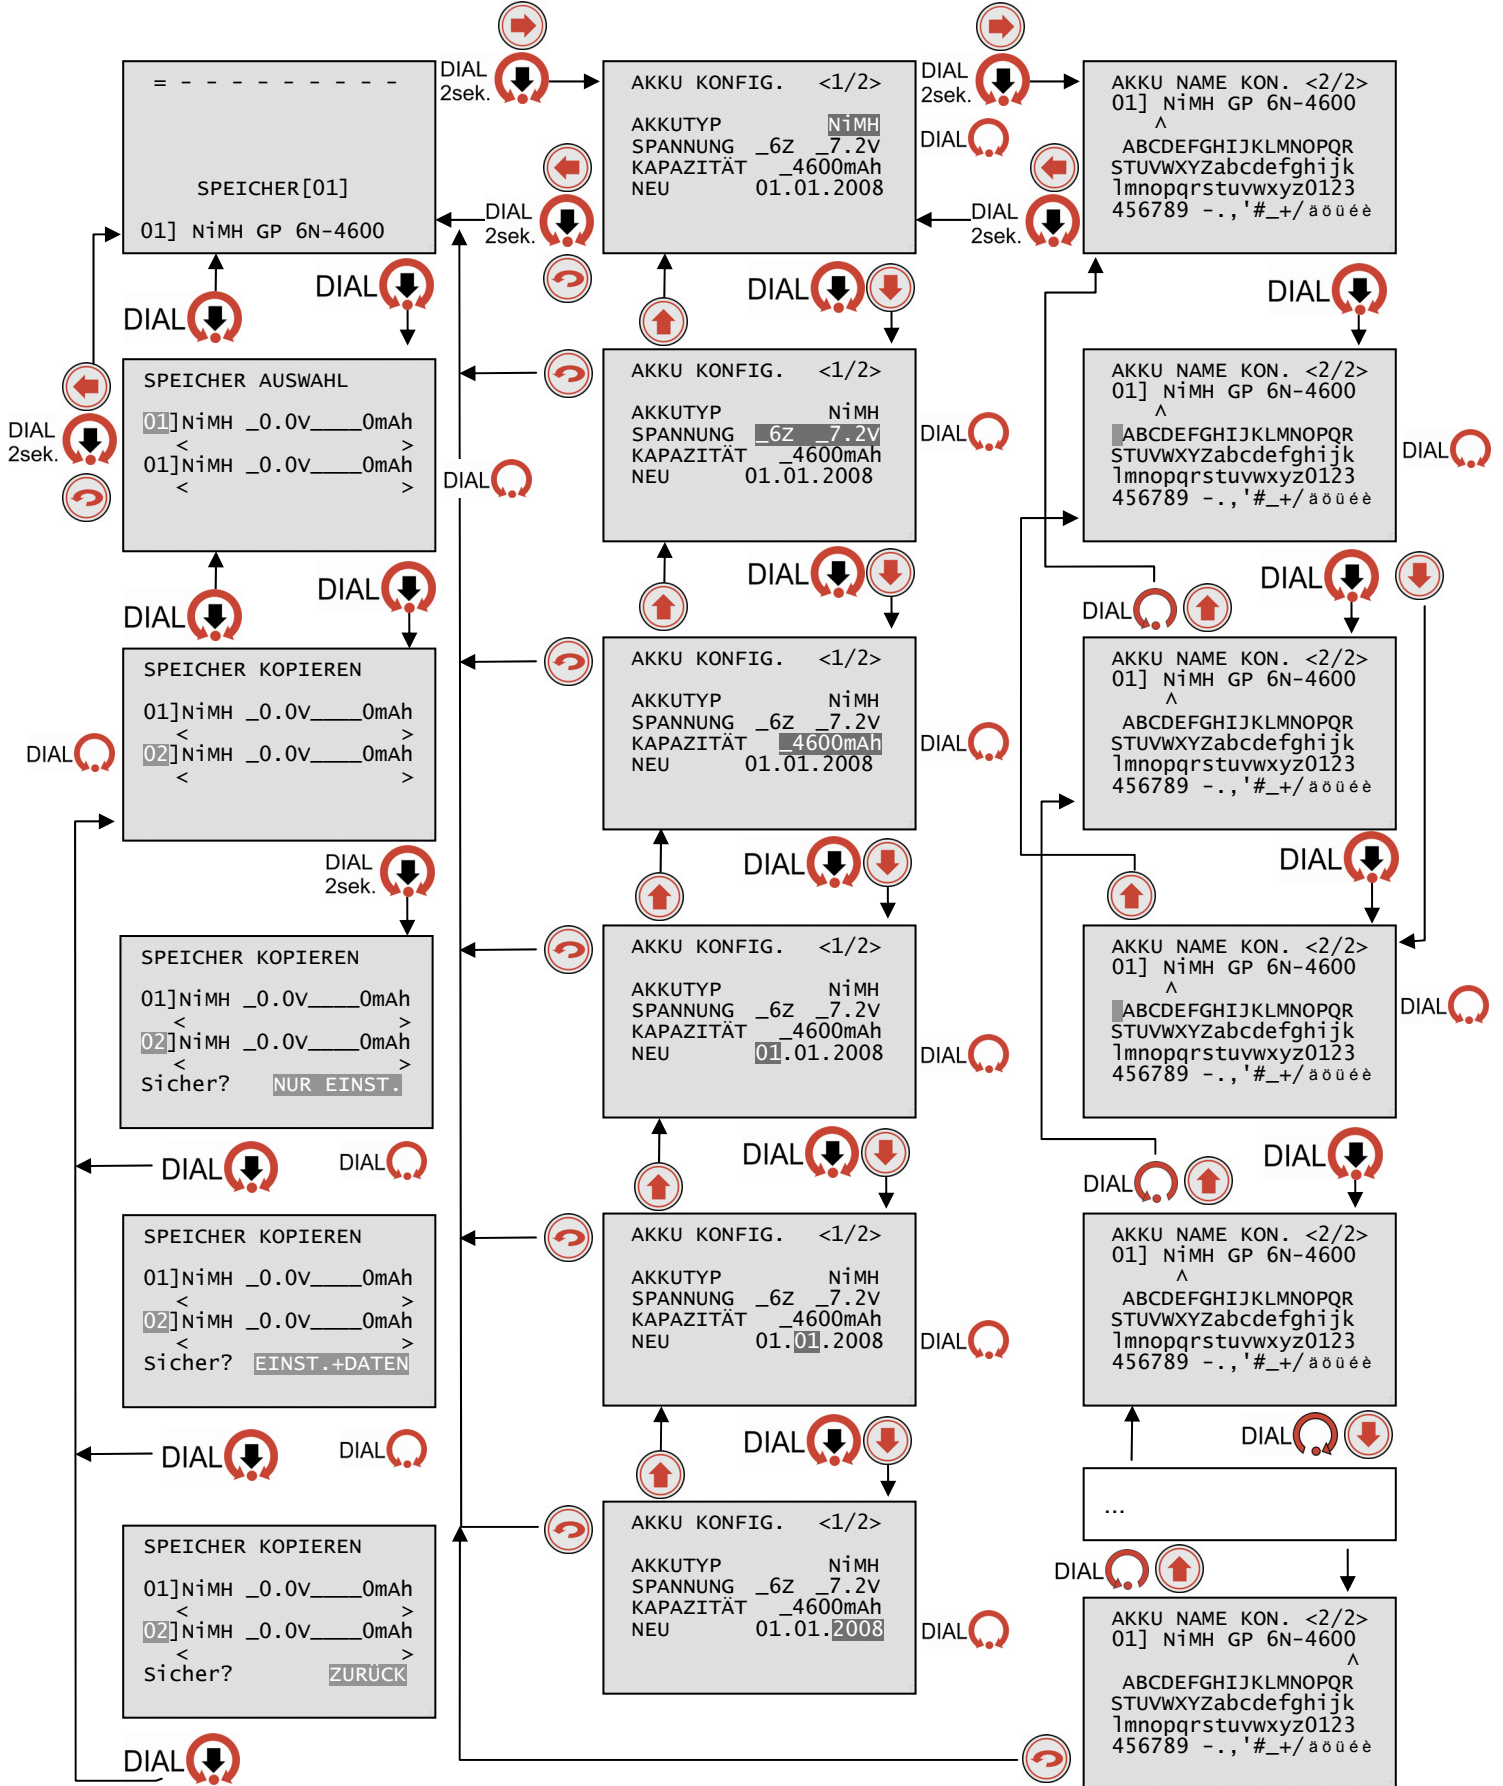 = - - - - - - - - -
SPEICHER[01]
01] NiMH GP 6N-4600
DIAL
DIAL
SPEICHER AUSWAHL
01]NiMH _0.0V____0mAh
< >
01]NiMH _0.0V____0mAh
< >
DIAL
2sek.
DIAL
DIAL
DIAL
SPEICHER KOPIEREN
01]NiMH _0.0V____0mAh
< >
02]NiMH _0.0V____0mAh
< >
DIAL
DIAL
2sek.
SPEICHER KOPIEREN
01]NiMH _0.0V____0mAh
< >
02]NiMH _0.0V____0mAh
< >
Sicher? NUR EINST.
DIAL
DIAL
SPEICHER KOPIEREN
01]NiMH _0.0V____0mAh
< >
02]NiMH _0.0V____0mAh
< >
Sicher? EINST.+DATEN
DIAL
DIAL
SPEICHER KOPIEREN
01]NiMH _0.0V____0mAh
< >
02]NiMH _0.0V____0mAh
< >
Sicher? ZURÜCK
DIAL
DIAL
2sek.
DIAL
2sek.
AKKU KONFIG. <1/2>
AKKUTYP NiMH
SPANNUNG _6Z _7.2V
KAPAZITÄT _4600mAh
NEU 01.01.2008
DIAL
DIAL
AKKU KONFIG. <1/2>
AKKUTYP NiMH
SPANNUNG _6Z _7.2V
KAPAZITÄT _4600mAh
NEU 01.01.2008
DIAL
DIAL
AKKU KONFIG. <1/2>
AKKUTYP NiMH
SPANNUNG _6Z _7.2V
KAPAZITÄT _4600mAh
NEU 01.01.2008
DIAL
DIAL
AKKU KONFIG. <1/2>
AKKUTYP NiMH
SPANNUNG _6Z _7.2V
KAPAZITÄT _4600mAh
NEU 01.01.2008
DIAL
DIAL
AKKU KONFIG. <1/2>
AKKUTYP NiMH
SPANNUNG _6Z _7.2V
KAPAZITÄT _4600mAh
NEU 01.01.2008
DIAL
DIAL
AKKU KONFIG. <1/2>
AKKUTYP NiMH
SPANNUNG _6Z _7.2V
KAPAZITÄT _4600mAh
NEU 01.01.2008
DIAL
DIAL
2sek.
DIAL
2sek.
AKKU NAME KON. <2/2>
01] NiMH GP 6N-4600
^
ABCDEFGHIJKLMNOPQR
STUVWXYZabcdefghijk
lmnopqrstuvwxyz0123
456789 -.,'#_+/äöüéè
DIAL
AKKU NAME KON. <2/2>
01] NiMH GP 6N-4600
^
ABCDEFGHIJKLMNOPQR
STUVWXYZabcdefghijk
lmnopqrstuvwxyz0123
456789 -.,'#_+/äöüéè
DIAL
DIAL
DIAL
AKKU NAME KON. <2/2>
01] NiMH GP 6N-4600
^
ABCDEFGHIJKLMNOPQR
STUVWXYZabcdefghijk
lmnopqrstuvwxyz0123
456789 -.,'#_+/äöüéè
DIAL
AKKU NAME KON. <2/2>
01] NiMH GP 6N-4600
^
ABCDEFGHIJKLMNOPQR
STUVWXYZabcdefghijk
lmnopqrstuvwxyz0123
456789 -.,'#_+/äöüéè
DIAL
DIAL
DIAL
AKKU NAME KON. <2/2>
01] NiMH GP 6N-4600
^
ABCDEFGHIJKLMNOPQR
STUVWXYZabcdefghijk
lmnopqrstuvwxyz0123
456789 -.,'#_+/äöüéè
DIAL
...
DIAL
AKKU NAME KON. <2/2>
01] NiMH GP 6N-4600
^
ABCDEFGHIJKLMNOPQR
STUVWXYZabcdefghijk
lmnopqrstuvwxyz0123
456789 -.,'#_+/äöüéè